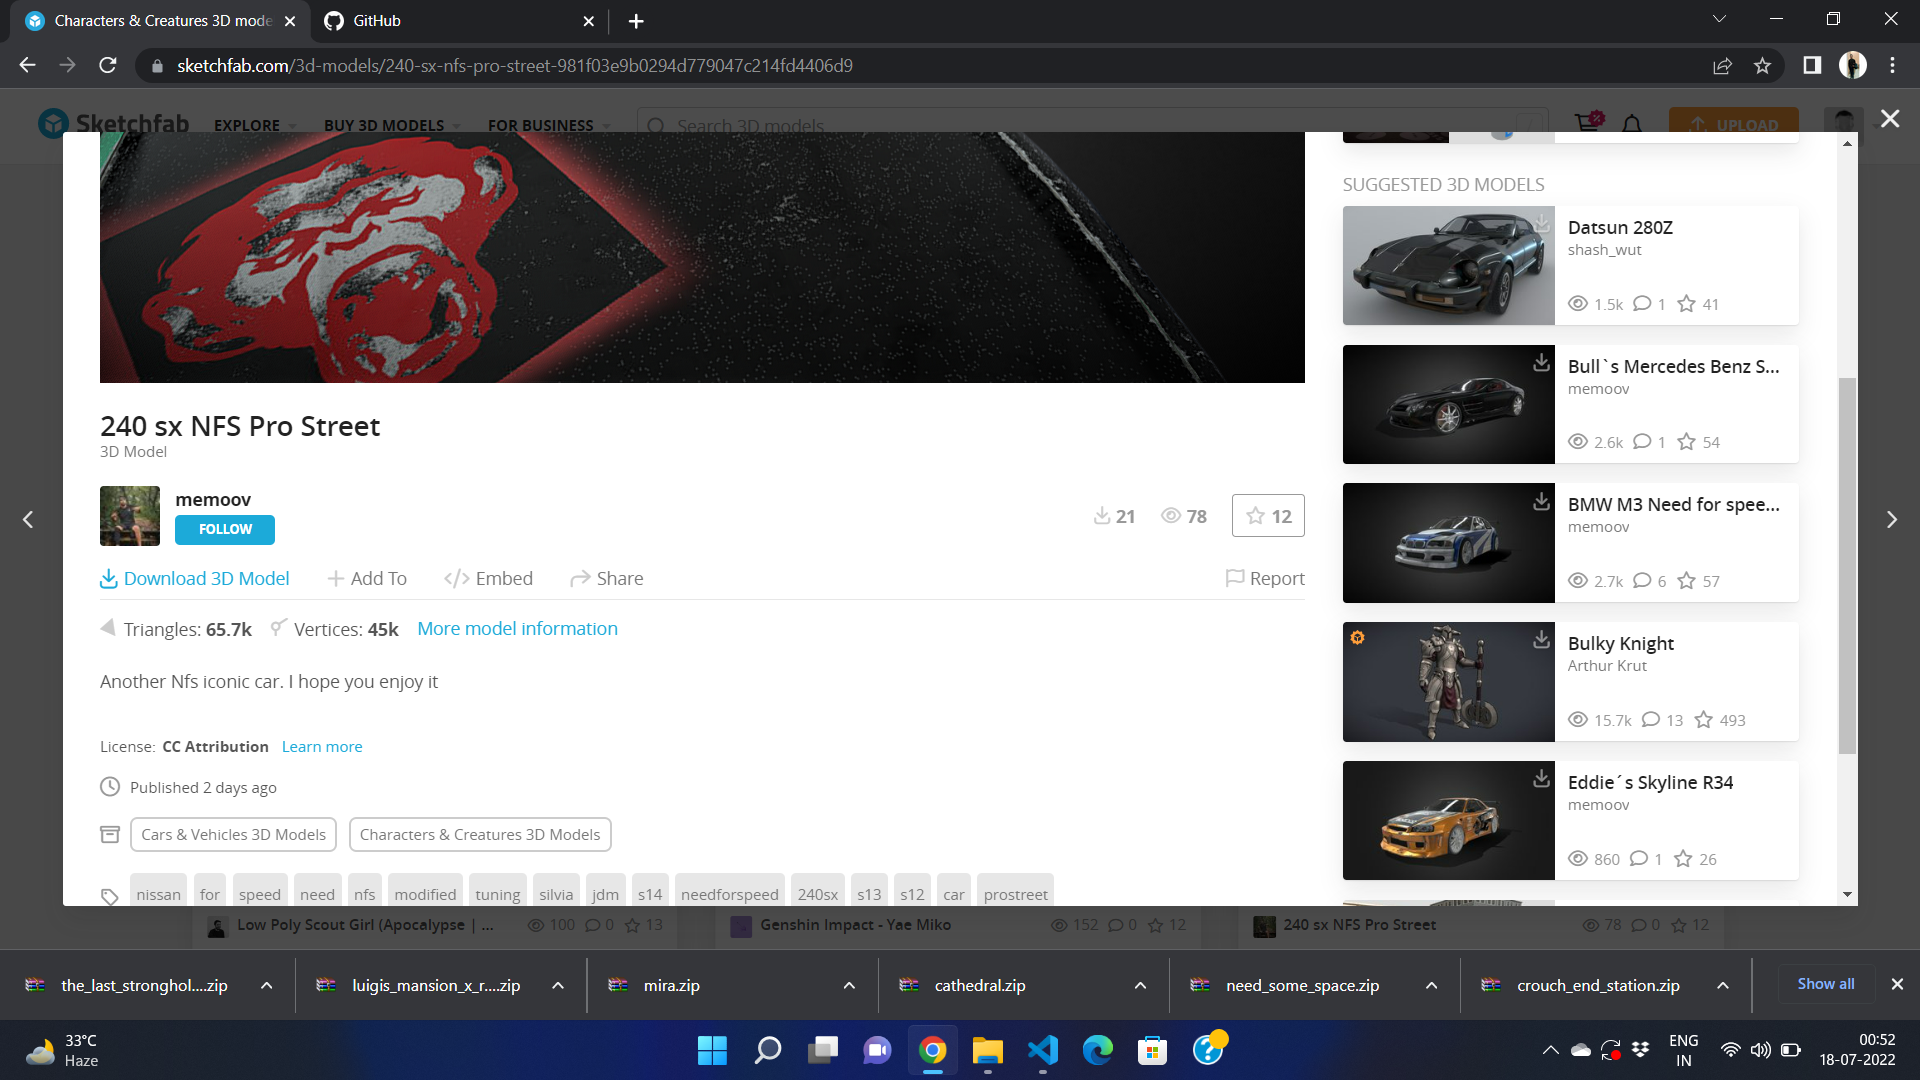 Characters & Creatures 3D mode
GitHub
sketchfab.com/3d-models/240-sx-nfs-pro-street-981f03e9b0294d779047c214fd4406d9
Sketchfab
EXPLORE
BUY 3D MODELS
FOR BUSINESS
Search 3D models
UPLOAD
SUGGESTED 3D MODELS
Datsun 280Z
shash_wut
1.5k 1 41
Bull`s Mercedes Benz S...
memoov
2.6k 1 54
BMW M3 Need for spee...
memoov
2.7k 6 57
Bulky Knight
Arthur Krut
15.7k 13 493
Eddie´s Skyline R34
memoov
860 1 26
240 sx NFS Pro Street
3D Model
memoov
FOLLOW
21 78 12
Download 3D Model
Add To
Embed
Share
Report
Triangles: 65.7k Vertices: 45k More model information
Another Nfs iconic car. I hope you enjoy it
License: CC Attribution Learn more
Published 2 days ago
Cars & Vehicles 3D Models
Characters & Creatures 3D Models
nissan for speed need nfs modified tuning silvia jdm s14 needforspeed 240sx s13 s12 car prostreet
Low Poly Scout Girl (Apocalypse | ... 100 0 13
Genshin Impact - Yae Miko 152 0 12
240 sx NFS Pro Street 78 0 12
the_last_stronghol....zip
luigis_mansion_x_r....zip
mira.zip
cathedral.zip
need_some_space.zip
crouch_end_station.zip
Show all
33°C
Haze
ENG
IN
00:52
18-07-2022